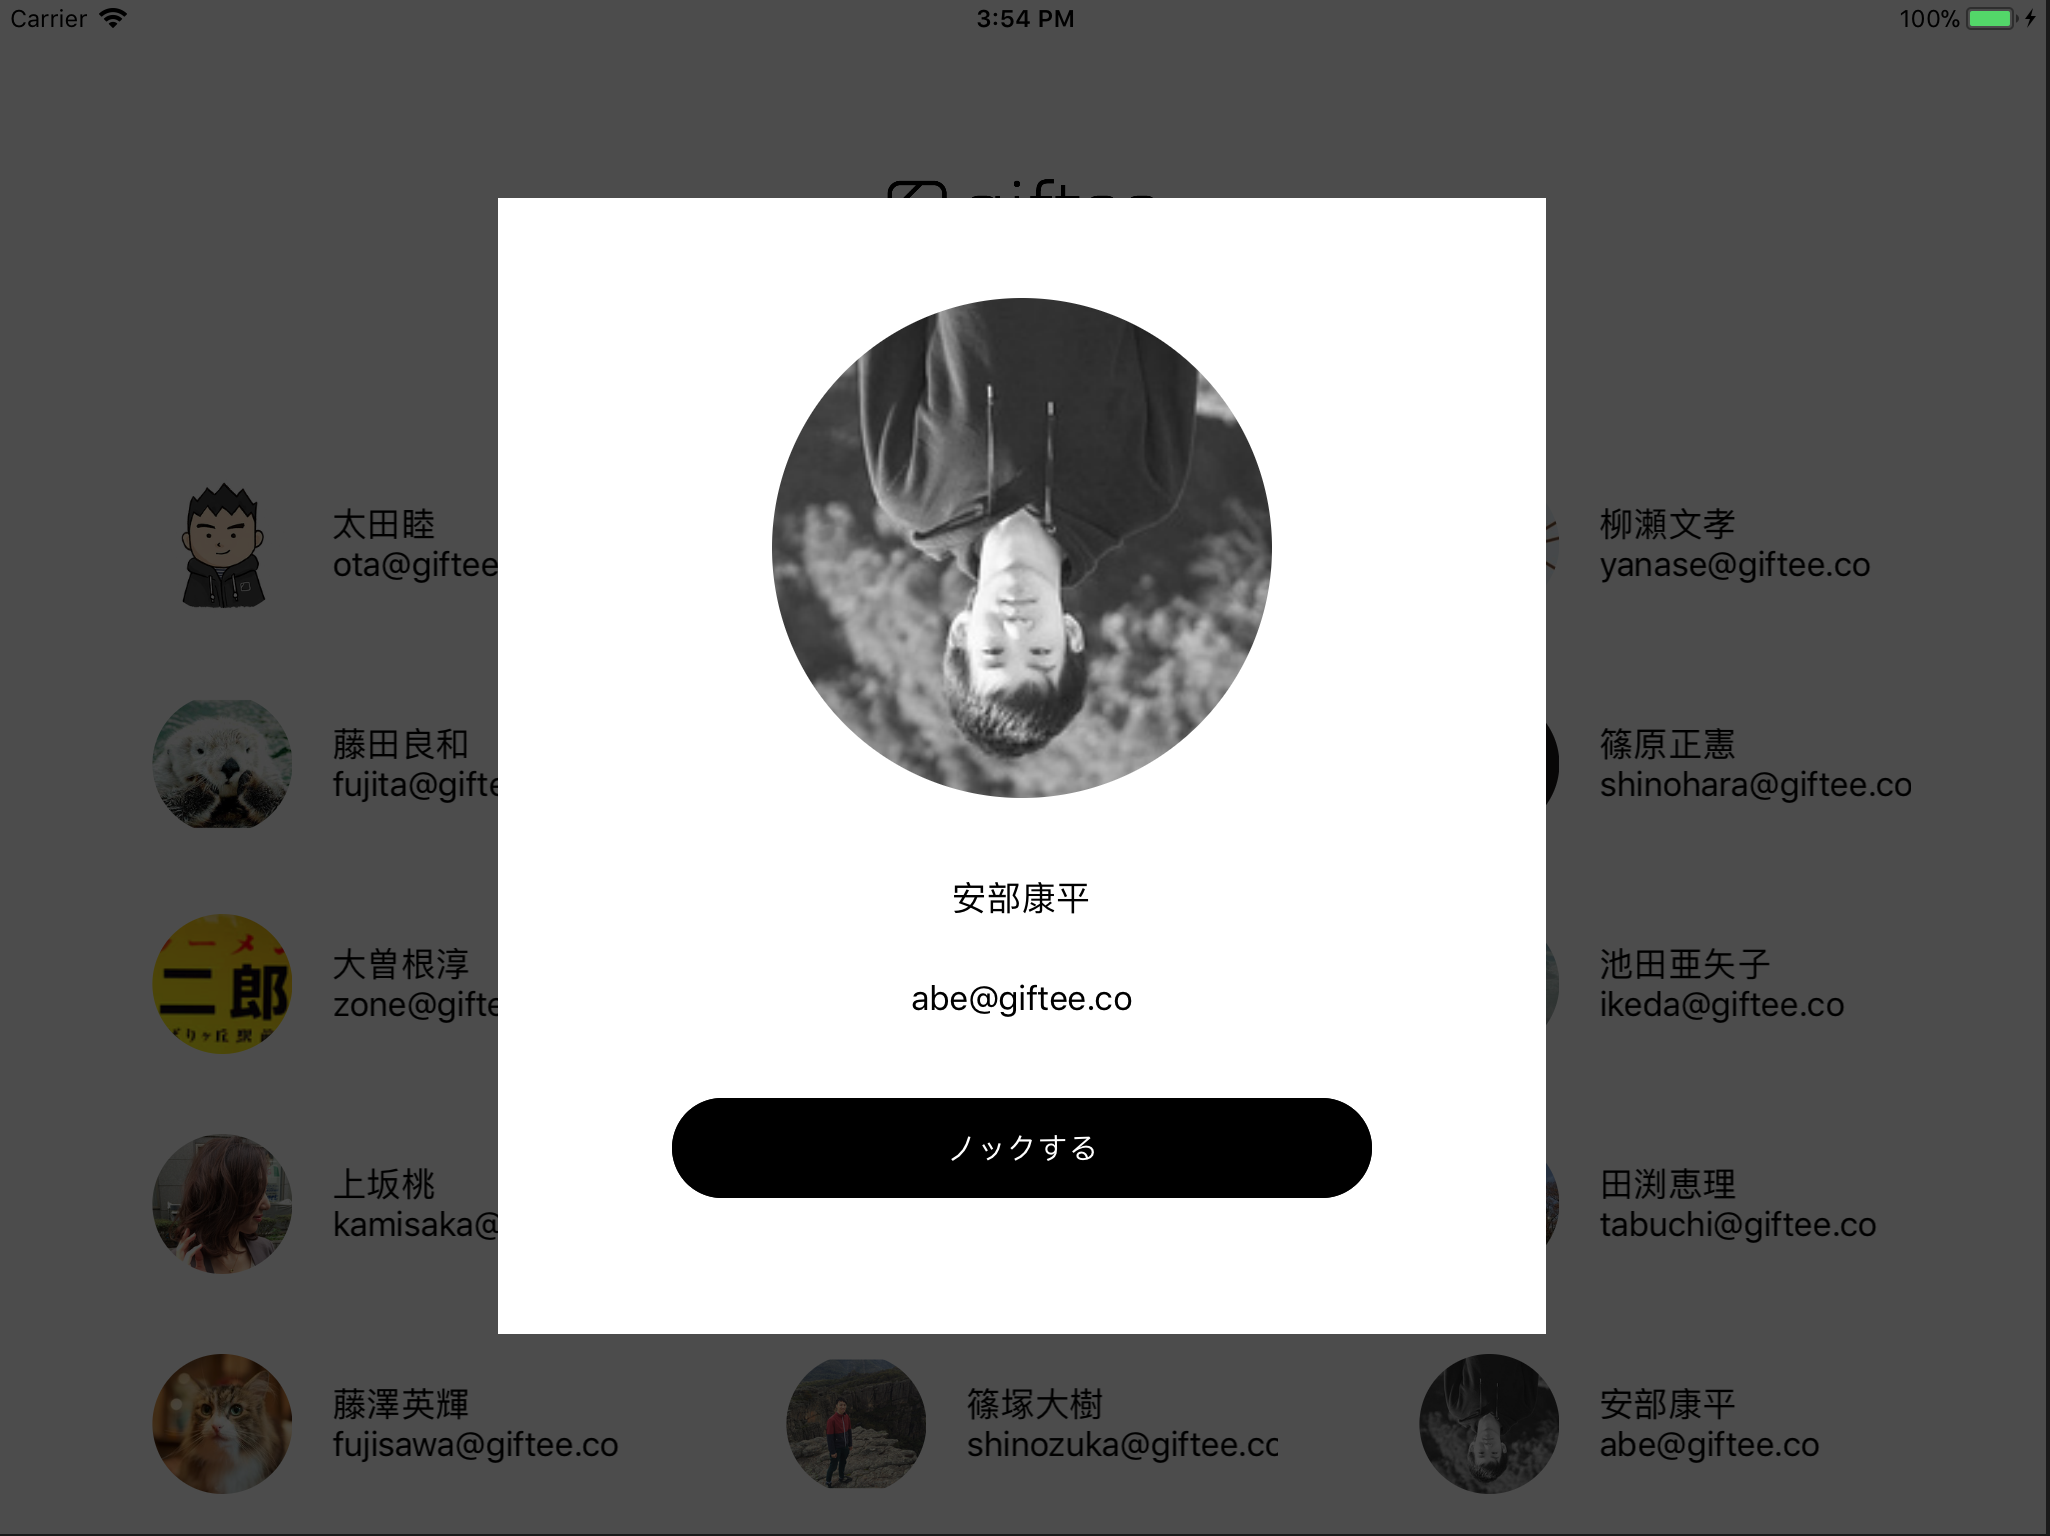 Carrier
3:54 PM
100%
giftee
太田睦
ota@giftee
柳瀬文孝
yanase@giftee.co
藤田良和
fujita@gifte
篠原正憲
shinohara@giftee.co
安部康平
abe@giftee.co
ノックする
二郎
大曽根淳
zone@gifte
池田亜矢子
ikeda@giftee.co
上坂桃
kamisaka@
田渕恵理
tabuchi@giftee.co
藤澤英輝
fujisawa@giftee.co
篠塚大樹
shinozuka@giftee.cc
安部康平
abe@giftee.co